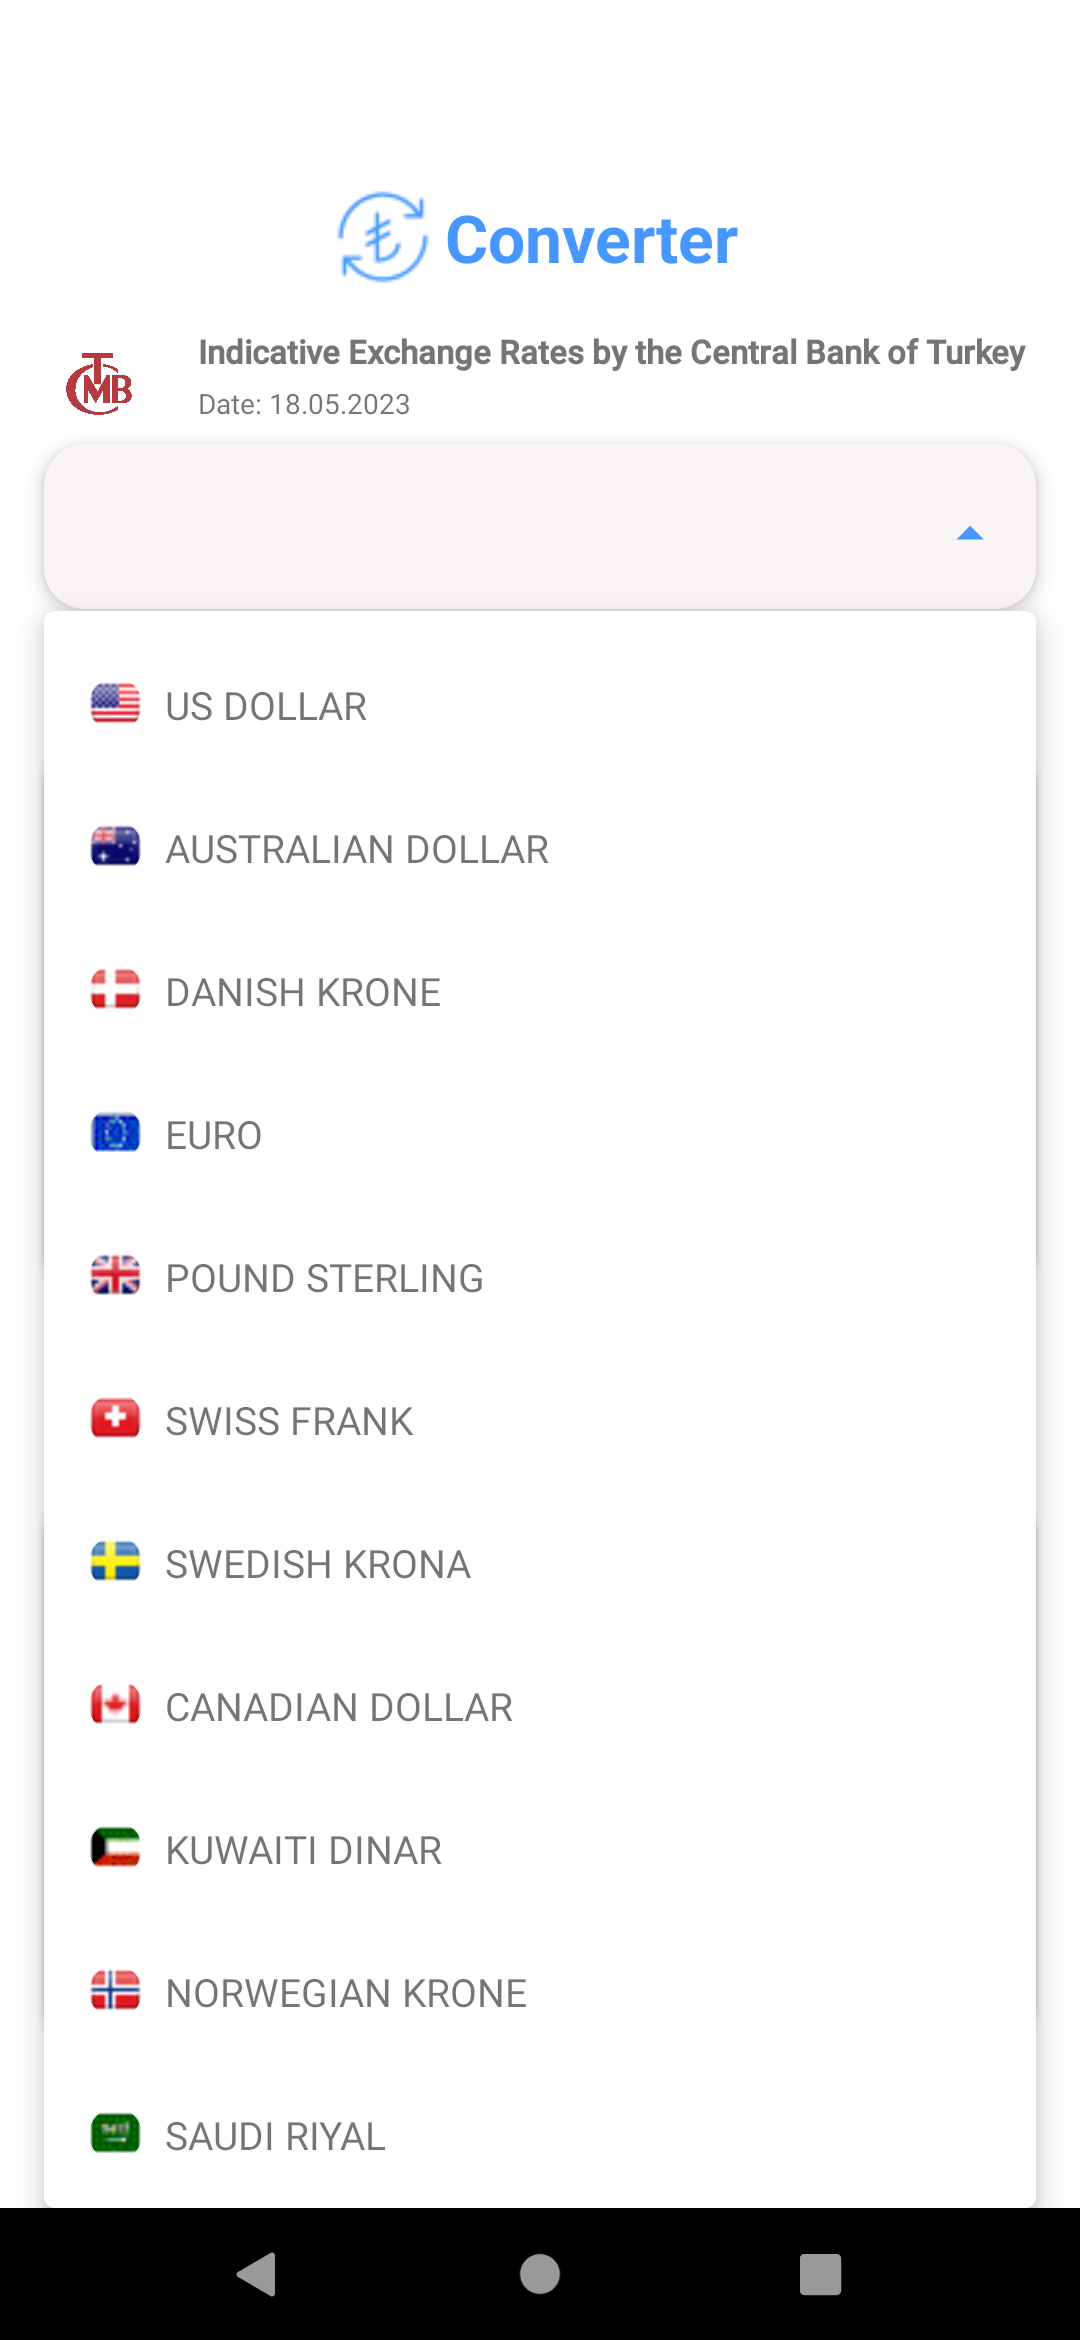 Converter
Indicative Exchange Rates by the Central Bank of Turkey
TCMB
Date: 18.05.2023
US DOLLAR
AUSTRALIAN DOLLAR
DANISH KRONE
EURO
POUND STERLING
SWISS FRANK
SWEDISH KRONA
CANADIAN DOLLAR
KUWAITI DINAR
NORWEGIAN KRONE
SAUDI RIYAL